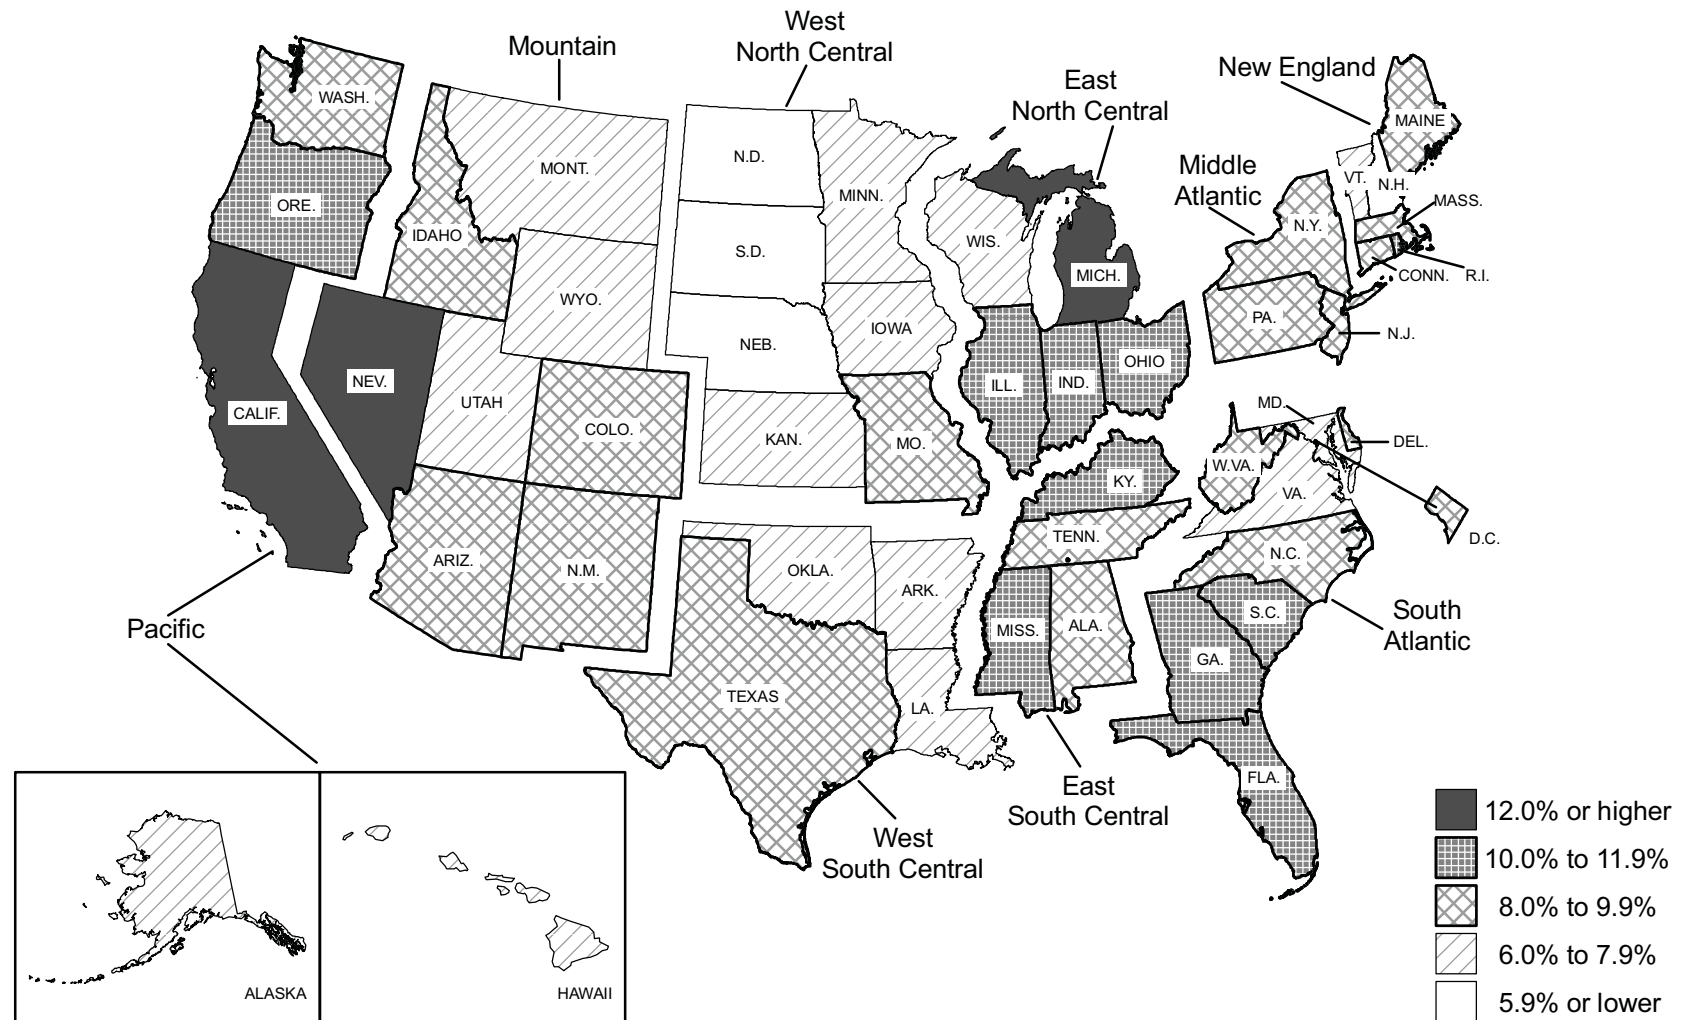 West
North Central
Mountain
East
North Central
New England
WASH.
MAINE
MONT.
N.D.
MINN.
Middle
Atlantic
VT.
N.H.
MASS.
ORE.
IDAHO
S.D.
WIS.
N.Y.
MICH.
CONN.
R.I.
WYO.
IOWA
PA.
N.J.
NEB.
OHIO
NEV.
ILL.
IND.
UTAH
MD.
CALIF.
COLO.
KAN.
MO.
DEL.
W.VA.
KY.
VA.
TENN.
D.C.
N.C.
ARIZ.
N.M.
OKLA.
ARK.
Pacific
MISS.
ALA.
S.C.
South
Atlantic
GA.
TEXAS
LA.
FLA.
East
South Central
West
South Central
12.0% or higher
10.0% to 11.9%
8.0% to 9.9%
6.0% to 7.9%
5.9% or lower
ALASKA
HAWAII